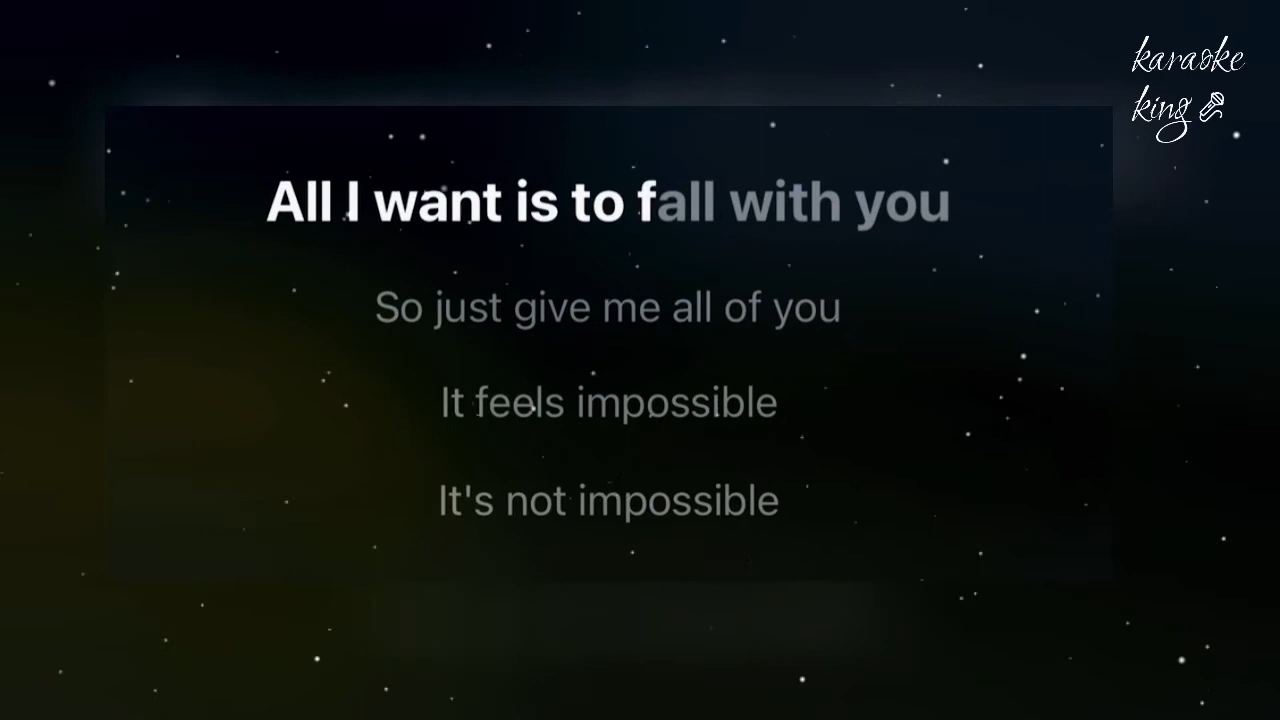 karaoke
king
All I want is to fall with you
So just give me all of you
It feels impossible
It's not impossible